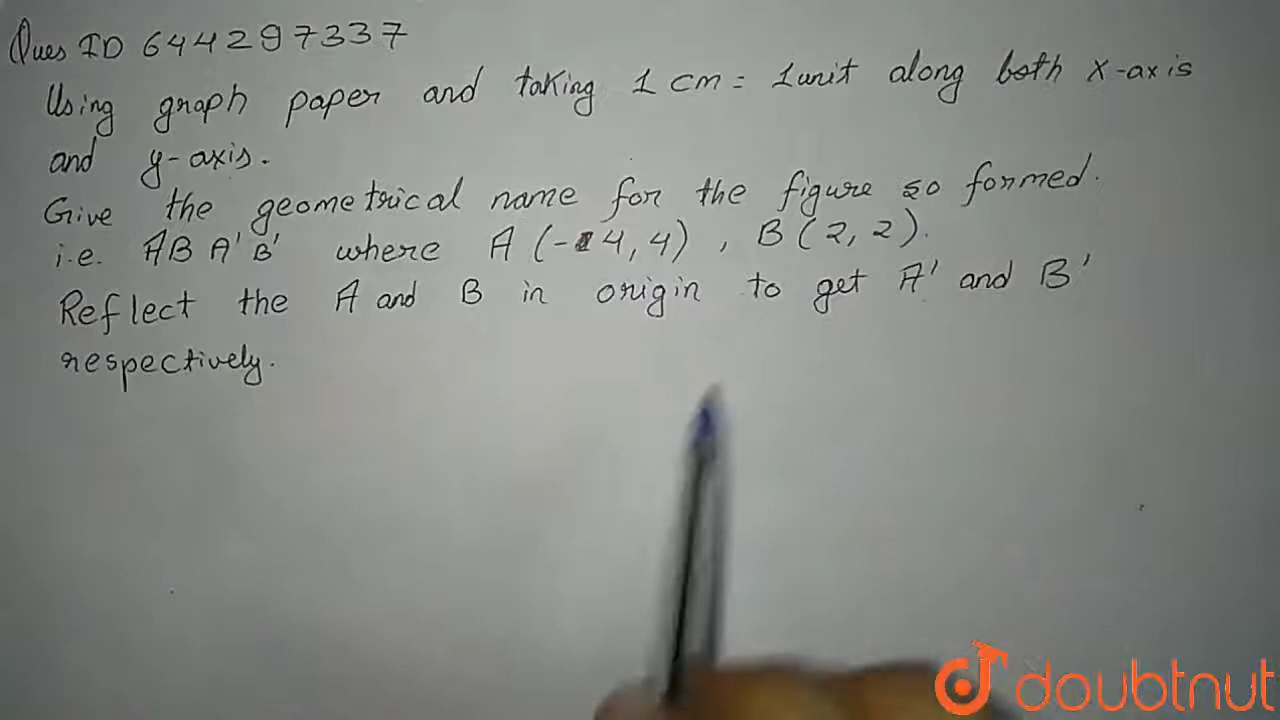 Ques ID 644297337
Using graph paper and taking 1 cm = 1 unit along both X-axis
and y-axis.
Give the geometrical name for the figure so formed.
i.e. ABA'B' where A (-4,4), B(2,2).
Reflect the A and B in origin to get A' and B'
respectively.
doubtnut